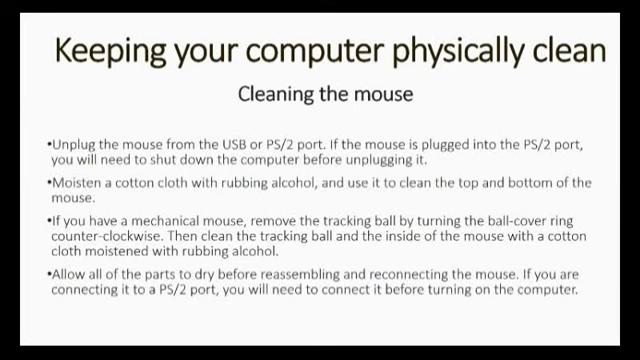 Keeping your computer physically clean
Cleaning the mouse
•Unplug the mouse from the USB or PS/2 port. If the mouse is plugged into the PS/2 port,
you will need to shut down the computer before unplugging it.
•Moisten a cotton cloth with rubbing alcohol, and use it to clean the top and bottom of the
mouse.
•If you have a mechanical mouse, remove the tracking ball by turning the ball-cover ring
counter-clockwise. Then clean the tracking ball and the inside of the mouse with a cotton
cloth moistened with rubbing alcohol.
•Allow all of the parts to dry before reassembling and reconnecting the mouse. If you are
connecting it to a PS/2 port, you will need to connect it before turning on the computer.